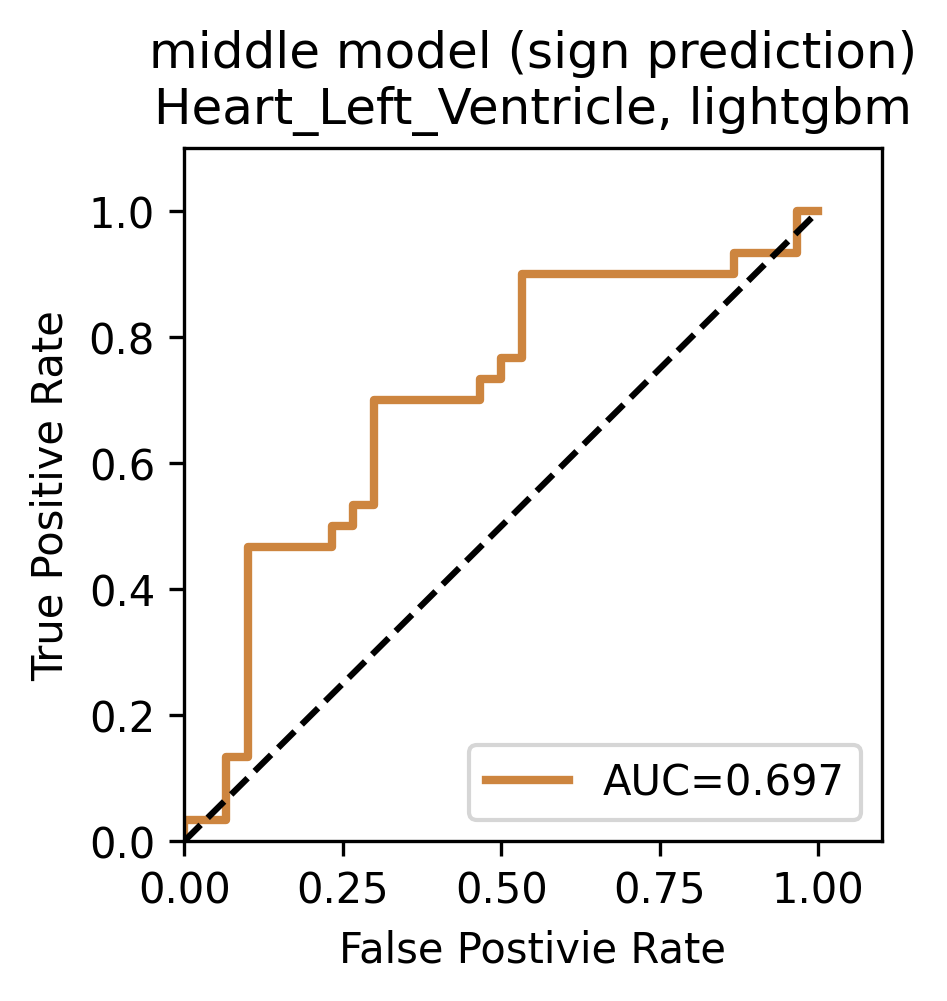 middle model (sign prediction)
Heart_Left_Ventricle, lightgbm
True Positive Rate
1.0
0.8
0.6
0.4
0.2
0.0
AUC=0.697
0.00 0.25 0.50 0.75 1.00
False Postivie Rate